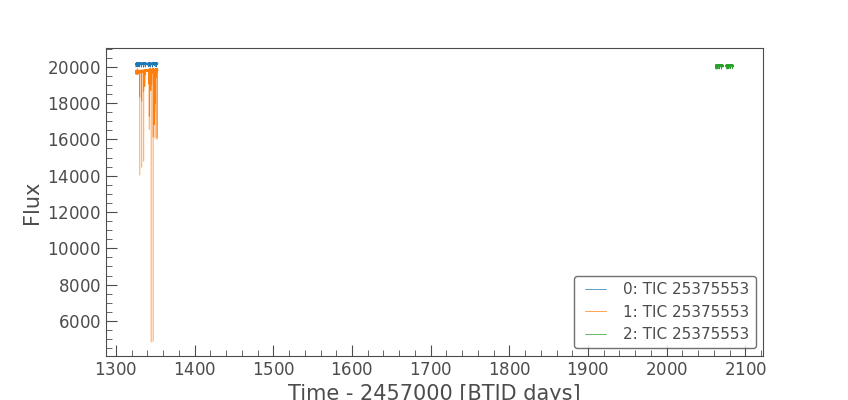 20000
18000
16000
14000
12000
10000
8000
6000
Flux
0: TIC 25375553
1: TIC 25375553
2: TIC 25375553
1300 1400 1500 1600 1700 1800 1900 2000 2100
Time - 2457000 [BTJD days]